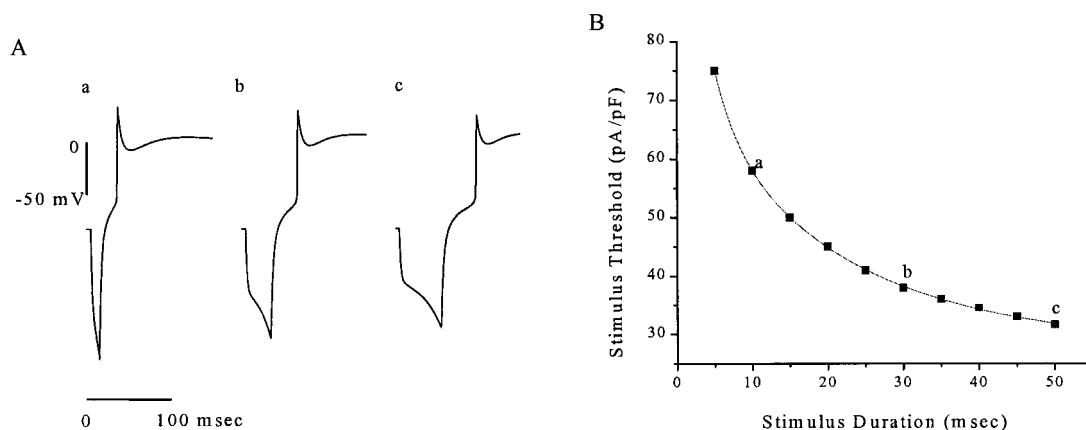 A
a
b
c
0
-50 mV
0 100 msec
B
Stimulus Threshold (pA/pF)
80
70
60
50
40
30
a
b
c
0 10 20 30 40 50
Stimulus Duration (msec)